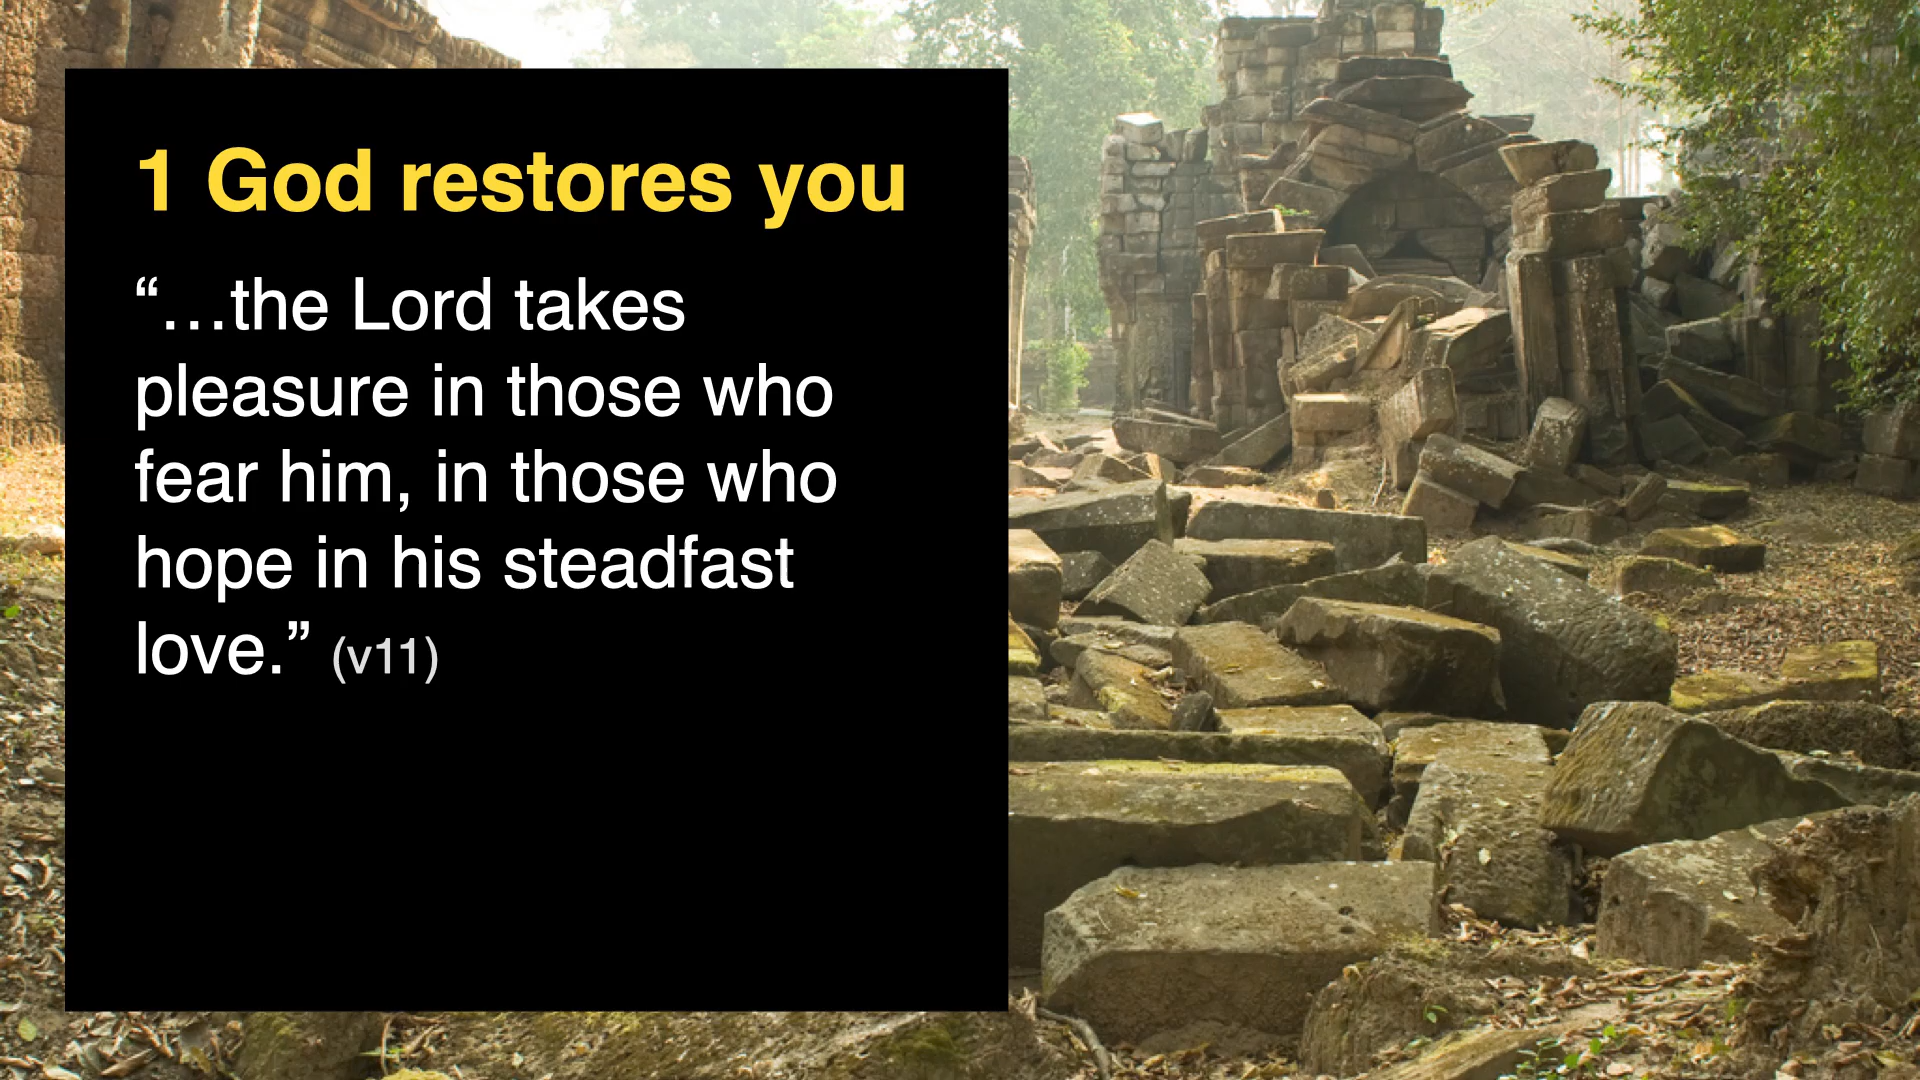 1 God restores you
“…the Lord takes
pleasure in those who
fear him, in those who
hope in his steadfast
love.” (v11)